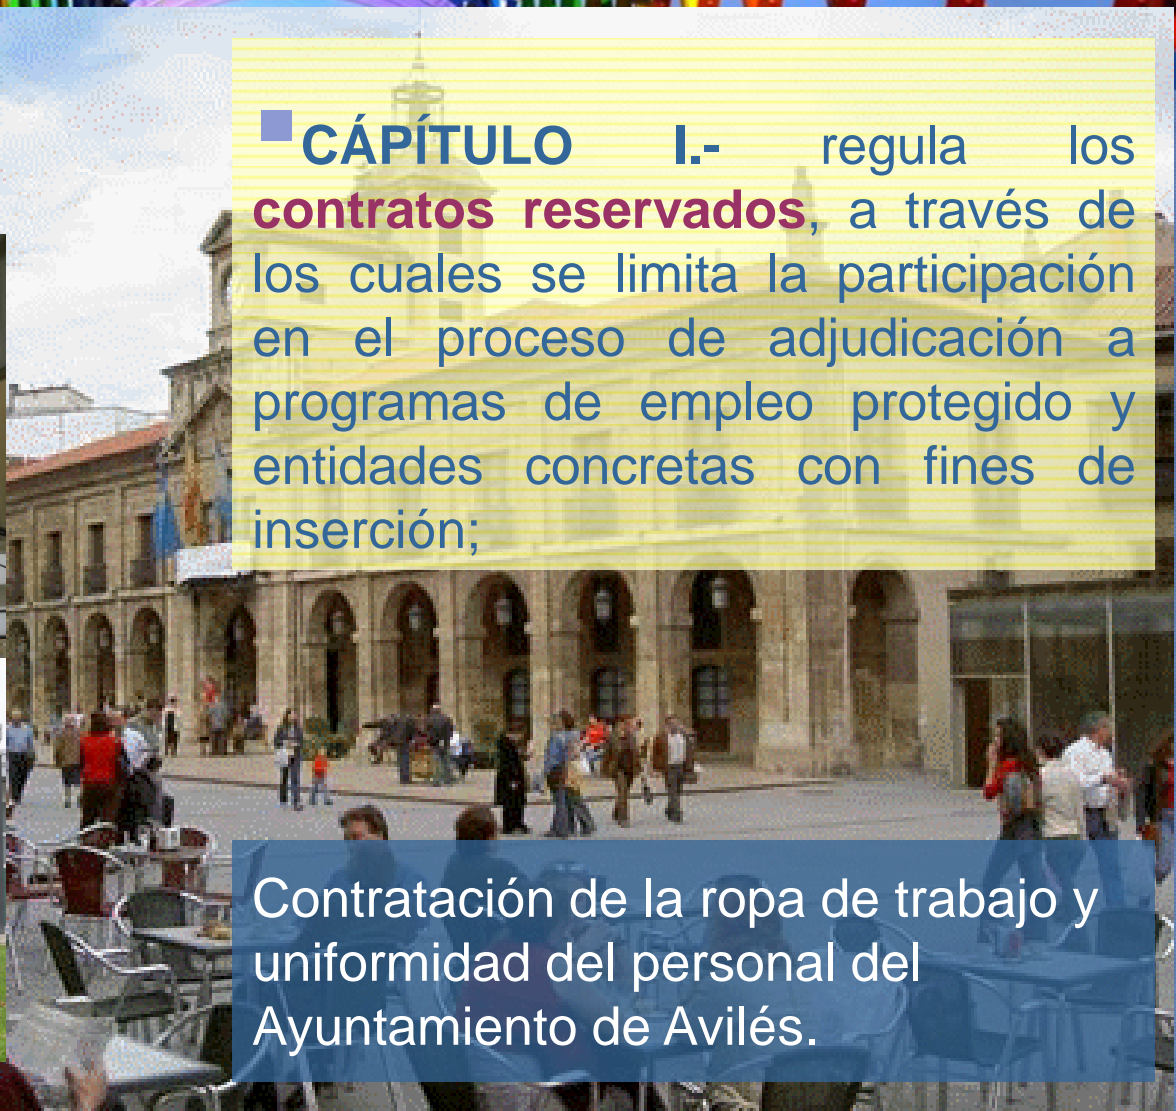 CÁPÍTULO I.- regula los
contratos reservados, a través de
los cuales se limita la participación
en el proceso de adjudicación a
programas de empleo protegido y
entidades concretas con fines de
inserción;
Contratación de la ropa de trabajo y
uniformidad del personal del
Ayuntamiento de Avilés.